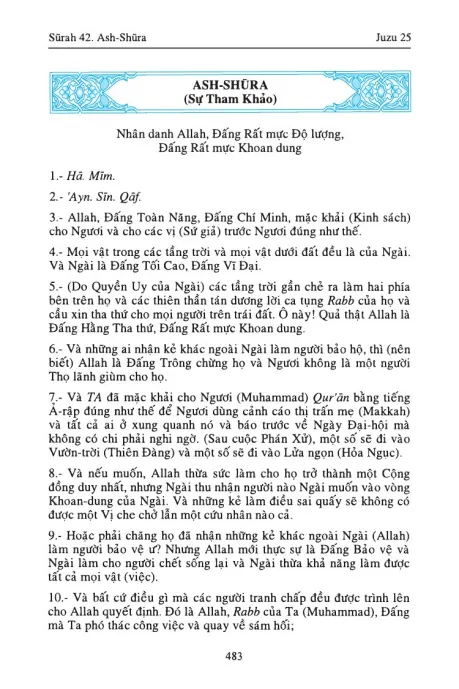 Sūrah 42. Ash-Shūra Juzu 25
ASH-SHŪRA
(Sự Tham Khảo)
Nhân danh Allah, Đấng Rất mực Độ lượng,
Đấng Rất mực Khoan dung
1.- Hā. Mīm.
2.- 'Ayn. Sīn. Qāf.
3.- Allah, Đấng Toàn Năng, Đấng Chí Minh, mặc khải (Kinh sách)
cho Ngươi và cho các vị (Sứ giả) trước Ngươi đúng như thế.
4.- Mọi vật trong các tầng trời và mọi vật dưới đất đều là của Ngài.
Và Ngài là Đấng Tối Cao, Đấng Vĩ Đại.
5.- (Do Quyền Uy của Ngài) các tầng trời gần chẻ ra làm hai phía
bên trên họ và các thiên thần tán dương lời ca tụng Rabb của họ và
cầu xin tha thứ cho mọi người trên trái đất. Ô này! Quả thật Allah là
Đấng Hằng Tha thứ, Đấng Rất mực Khoan dung.
6.- Và những ai nhận kẻ khác ngoài Ngài làm người bảo hộ, thì (nên
biết) Allah là Đấng Trông chừng họ và Ngươi không là một người
Thọ lãnh giùm cho họ.
7.- Và TA đã mặc khải cho Ngươi (Muhammad) Qur'ān bằng tiếng
Ả-rập đúng như thế để Ngươi dùng cảnh cáo thị trấn mẹ (Makkah)
và tất cả ai ở xung quanh nó và báo trước về Ngày Đại-hội mà
không có chi phải nghi ngờ. (Sau cuộc Phán Xử), một số sẽ đi vào
Vườn-trời (Thiên Đàng) và một số sẽ đi vào Lửa ngọn (Hỏa Ngục).
8.- Và nếu muốn, Allah thừa sức làm cho họ trở thành một Cộng
đồng duy nhất, nhưng Ngài thu nhận người nào Ngài muốn vào vòng
Khoan-dung của Ngài. Và những kẻ làm điều sai quấy sẽ không có
được một Vị che chở lẫn một cứu nhân nào cả.
9.- Hoặc phải chăng họ đã nhận những kẻ khác ngoài Ngài (Allah)
làm người bảo vệ ư? Nhưng Allah mới thực sự là Đấng Bảo vệ và
Ngài làm cho người chết sống lại và Ngài thừa khả năng làm được
tất cả mọi vật (việc).
10.- Và bất cứ điều gì mà các người tranh chấp đều được trình lên
cho Allah quyết định. Đó là Allah, Rabb của Ta (Muhammad), Đấng
mà Ta phó thác công việc và quay về sám hối;
483